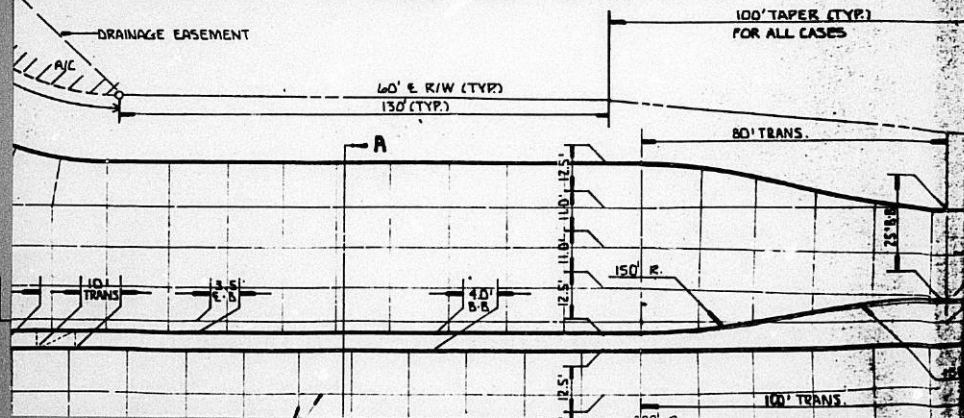 100' TAPER (TYP.)
FOR ALL CASES
DRAINAGE EASEMENT
A/C
60' € R/W (TYP.)
130' (TYP.)
80' TRANS.
A
12.5'
11.0'
11.0'
12.5'
25' B-B
150' R.
10'
TRANS
3.5
E-B
4.0'
B-B
12.5'
100' TRANS.